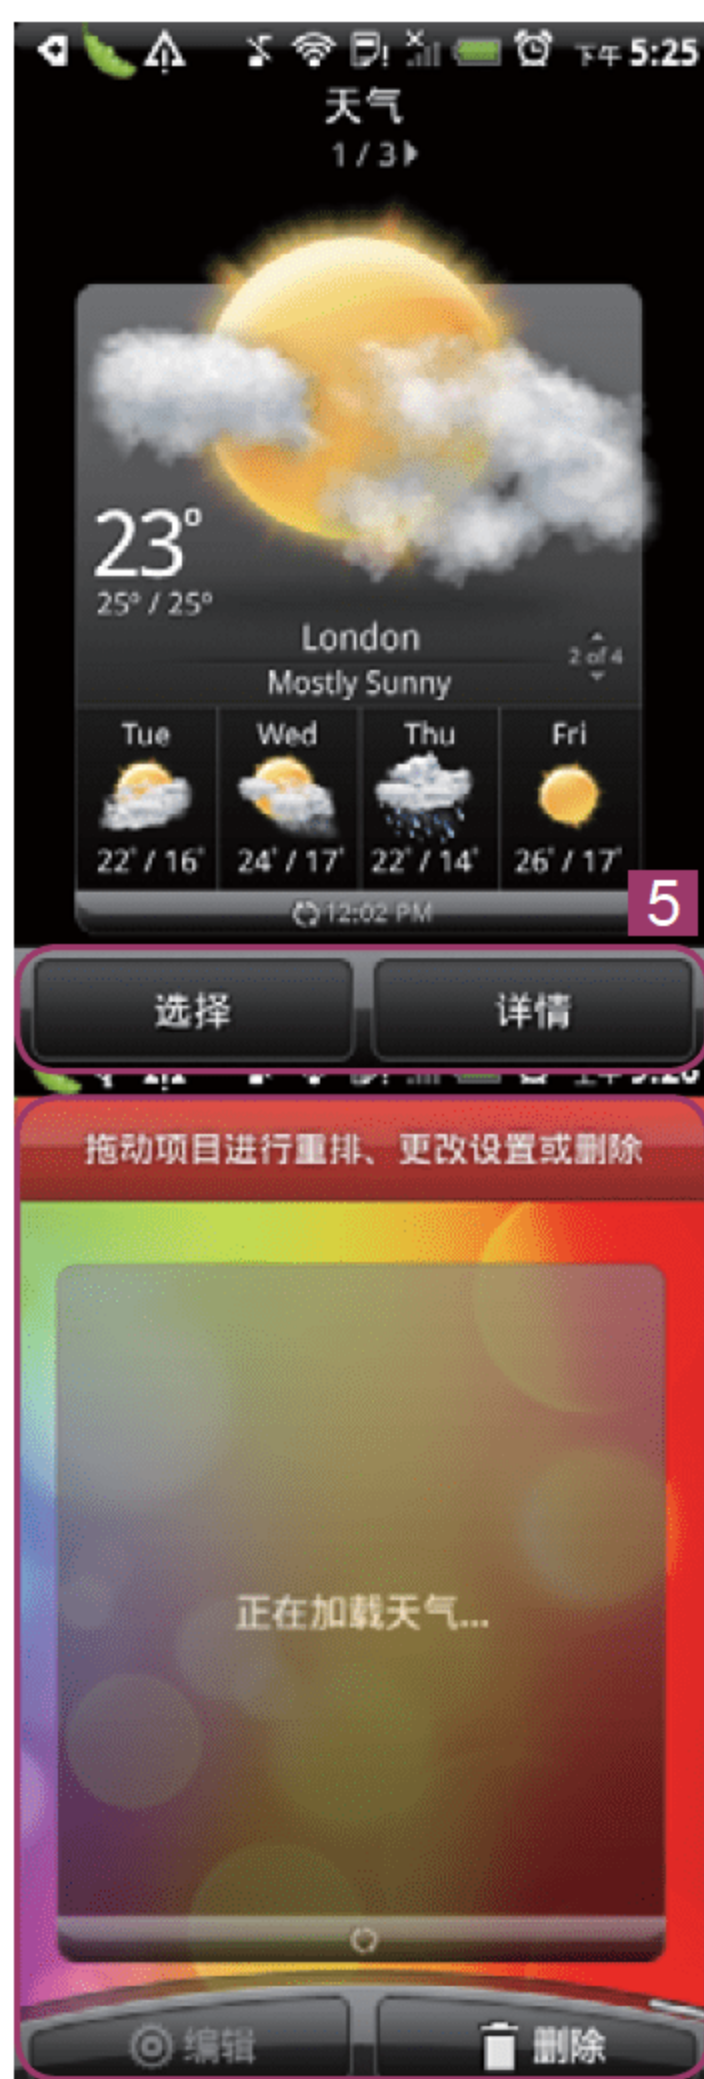 下午 5:25
天气
1 / 3
23°
25° / 25°
London
2 of 4
Mostly Sunny
Tue Wed Thu Fri
22° / 16° 24° / 17° 22° / 14° 26° / 17°
12:02 PM
5
选择 详情
拖动项目进行重排、更改设置或删除
正在加载天气...
编辑 删除